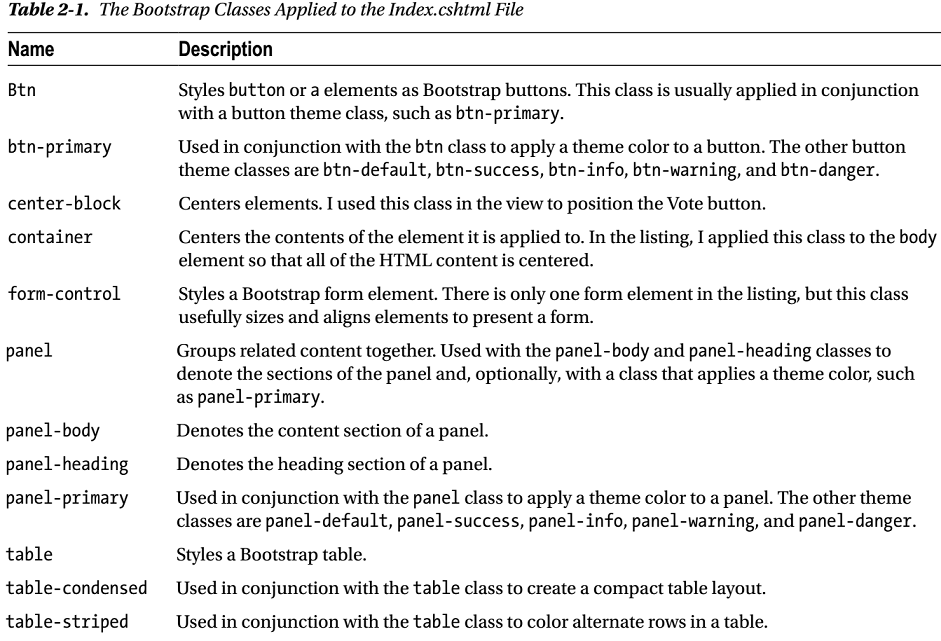 Table 2-1. The Bootstrap Classes Applied to the Index.cshtml File
Name Description
Btn Styles button or a elements as Bootstrap buttons. This class is usually applied in conjunction
with a button theme class, such as btn-primary.
btn-primary Used in conjunction with the btn class to apply a theme color to a button. The other button
theme classes are btn-default, btn-success, btn-info, btn-warning, and btn-danger.
center-block Centers elements. I used this class in the view to position the Vote button.
container Centers the contents of the element it is applied to. In the listing, I applied this class to the body
element so that all of the HTML content is centered.
form-control Styles a Bootstrap form element. There is only one form element in the listing, but this class
usefully sizes and aligns elements to present a form.
panel Groups related content together. Used with the panel-body and panel-heading classes to
denote the sections of the panel and, optionally, with a class that applies a theme color, such
as panel-primary.
panel-body Denotes the content section of a panel.
panel-heading Denotes the heading section of a panel.
panel-primary Used in conjunction with the panel class to apply a theme color to a panel. The other theme
classes are panel-default, panel-success, panel-info, panel-warning, and panel-danger.
table Styles a Bootstrap table.
table-condensed Used in conjunction with the table class to create a compact table layout.
table-striped Used in conjunction with the table class to color alternate rows in a table.